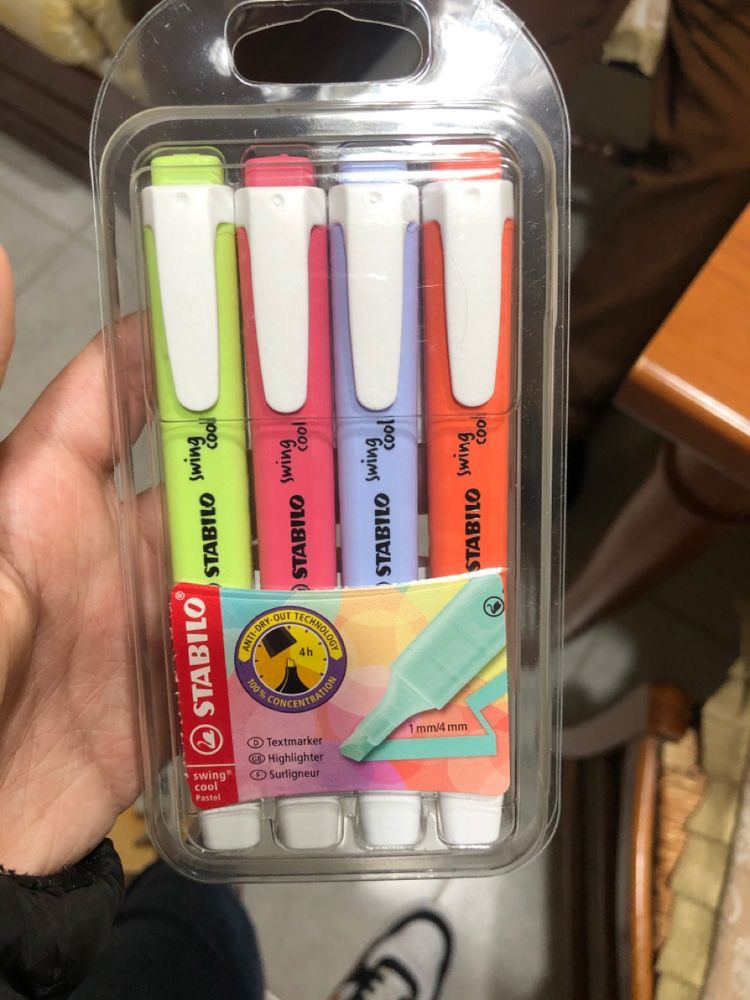 swing
cool
STABILO
swing
cool
STABILO
swing
cool
STABILO
swing
cool
STABILO
STABILO®
swing®
cool
Pastel
ANTI-DRY-OUT TECHNOLOGY
4h
100% CONCENTRATION
1 mm/4 mm
D Textmarker
GB Highlighter
F Surligneur